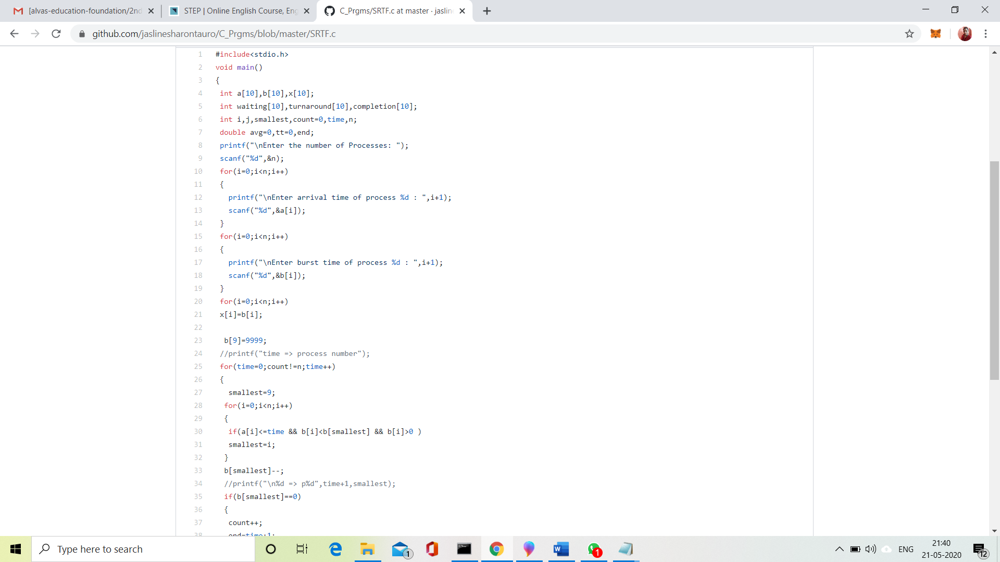 [alvas-education-foundation/2nd
STEP | Online English Course, Eng
C_Prgms/SRTF.c at master · jasline
github.com/jaslinesharontauro/C_Prgms/blob/master/SRTF.c
1 #include<stdio.h>
2 void main()
3 {
4 int a[10],b[10],x[10];
5 int waiting[10],turnaround[10],completion[10];
6 int i,j,smallest,count=0,time,n;
7 double avg=0,tt=0,end;
8 printf("\nEnter the number of Processes: ");
9 scanf("%d",&n);
10 for(i=0;i<n;i++)
11 {
12 printf("\nEnter arrival time of process %d : ",i+1);
13 scanf("%d",&a[i]);
14 }
15 for(i=0;i<n;i++)
16 {
17 printf("\nEnter burst time of process %d : ",i+1);
18 scanf("%d",&b[i]);
19 }
20 for(i=0;i<n;i++)
21 x[i]=b[i];
22
23 b[9]=9999;
24 //printf("time => process number");
25 for(time=0;count!=n;time++)
26 {
27 smallest=9;
28 for(i=0;i<n;i++)
29 {
30 if(a[i]<=time && b[i]<b[smallest] && b[i]>0 )
31 smallest=i;
32 }
33 b[smallest]--;
34 //printf("\n%d => p%d",time+1,smallest);
35 if(b[smallest]==0)
36 {
37 count++;
38 end=time+1;
Type here to search
1
W
1
ENG
21:40
21-05-2020
12